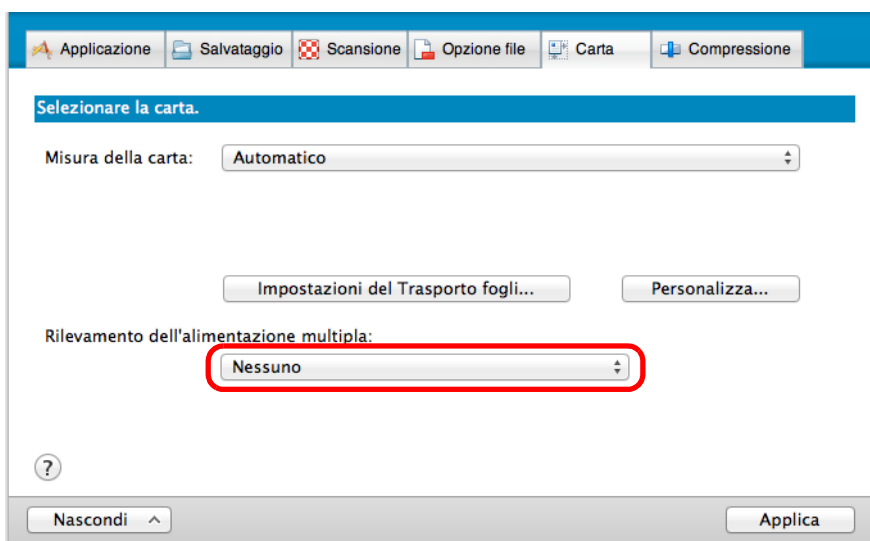 Applicazione Salvataggio Scansione Opzione file Carta Compressione
Selezionare la carta.
Misura della carta: Automatico
Impostazioni del Trasporto fogli... Personalizza...
Rilevamento dell'alimentazione multipla:
Nessuno
?
Nascondi Applica